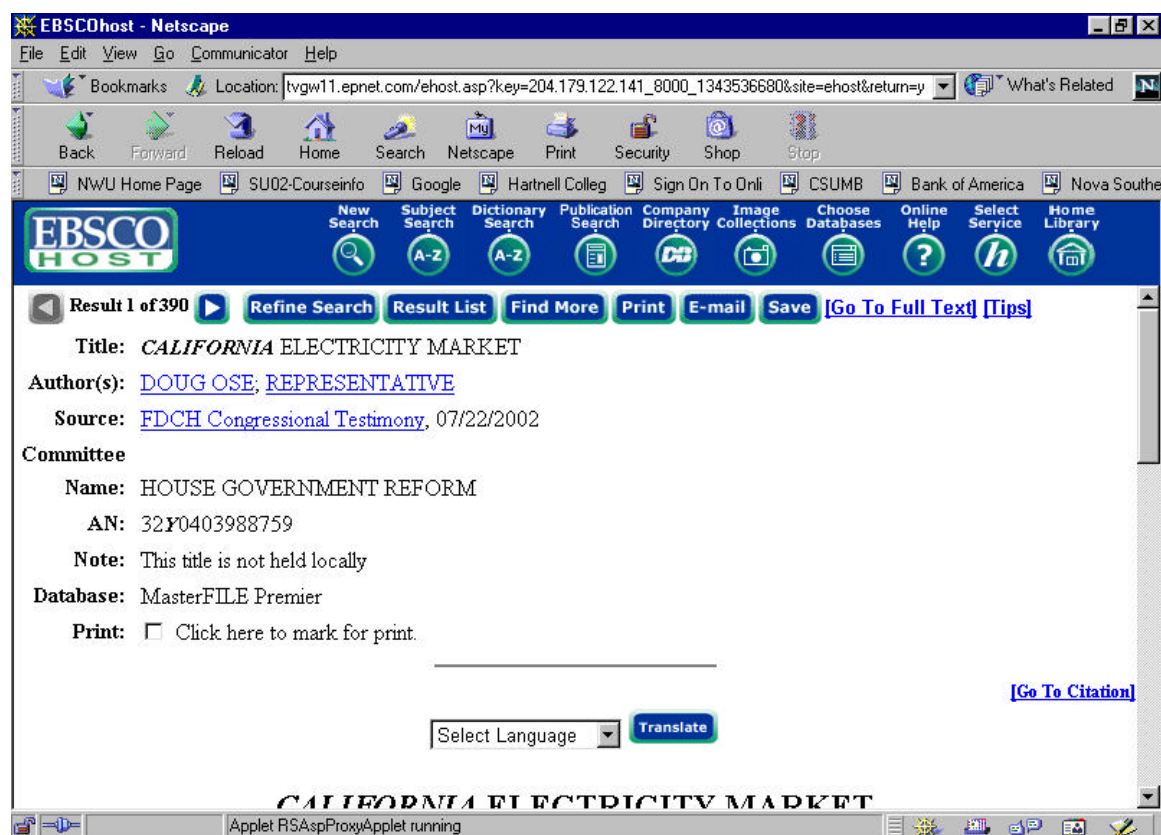 EBSCOhost - Netscape
File Edit View Go Communicator Help
Bookmarks Location: tvgw11.epnet.com/ehost.asp?key=204.179.122.141_8000_1343536680&site=ehost&return=y What's Related N
My
Back Forward Reload Home Search Netscape Print Security Shop Stop
NWU Home Page SU02-Courseinfo Google Hartnell Colleg Sign On To Onli CSUMB Bank of America Nova Southe
EBSCO HOST
New Search Subject Search Dictionary Search Publication Search Company Directory Image Collections Choose Databases Online Help Select Service Home Library
A-Z A-Z DB ? h
Result 1 of 390 Refine Search Result List Find More Print E-mail Save [Go To Full Text] [Tips]
Title: CALIFORNIA ELECTRICITY MARKET
Author(s): DOUG OSE; REPRESENTATIVE
Source: FDCH Congressional Testimony, 07/22/2002
Committee
Name: HOUSE GOVERNMENT REFORM
AN: 32Y0403988759
Note: This title is not held locally
Database: MasterFILE Premier
Print: Click here to mark for print.
[Go To Citation]
Select Language Translate
CALIFORNIA ELECTRICITY MARKET
Applet RSAspProxyApplet running